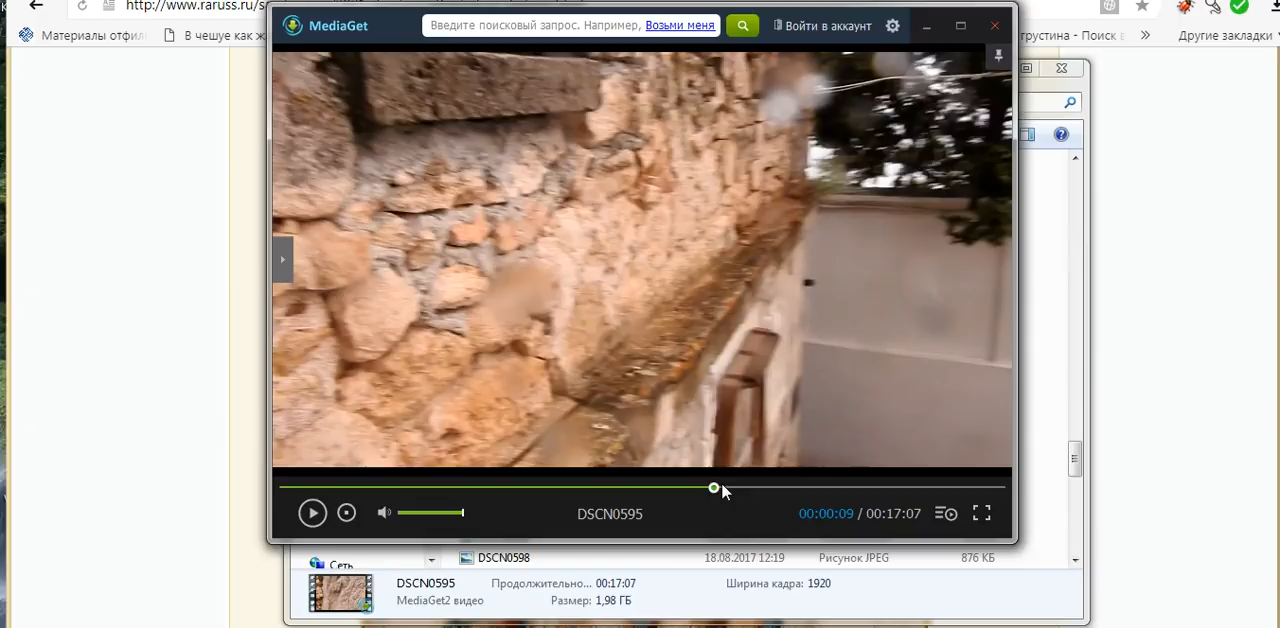 http://www.raruss.ru/s
Материалы отфил
В чешуе как ж
грустина - Поиск в
Другие закладки
MediaGet
Введите поисковый запрос. Например, Возьми меня
Войти в аккаунт
DSCN0595
00:00:09 / 00:17:07
Сеть
DSCN0598
18.08.2017 12:19
Рисунок JPEG
876 КБ
DSCN0595
Продолжительно... 00:17:07
Ширина кадра: 1920
MediaGet2 видео
Размер: 1,98 ГБ